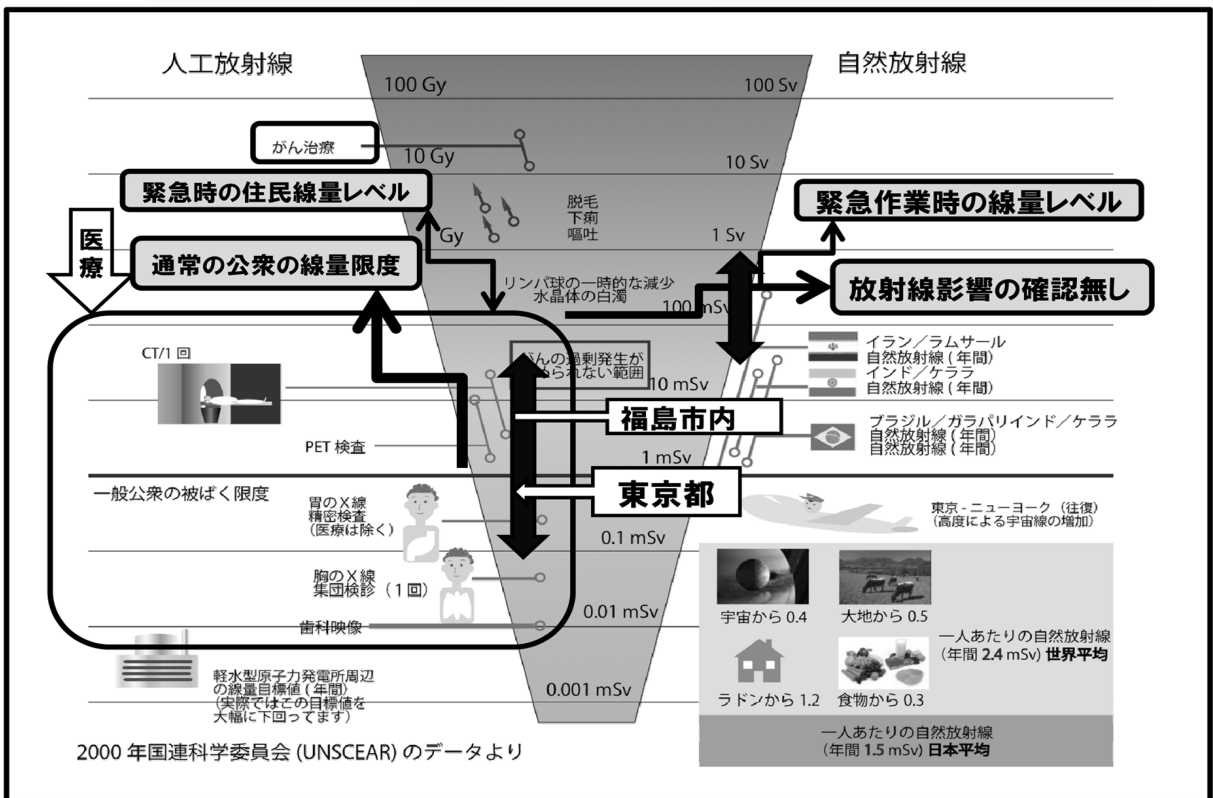 人工放射線
自然放射線
100 Gy
100 Sv
がん治療
10 Gy
10 Sv
緊急時の住民線量レベル
脱毛
下痢
嘔吐
緊急作業時の線量レベル
医療
Gy
1 Sv
通常の公衆の線量限度
リンパ球の一時的な減少
水晶体の白濁
放射線影響の確認無し
100 mSv
CT/1 回
がんの過剰発生が
められない範囲
10 mSv
イラン／ラムサール
自然放射線 ( 年間 )
インド／ケララ
自然放射線 ( 年間 )
福島市内
ブラジル／ガラパリインド／ケララ
自然放射線 ( 年間 )
自然放射線 ( 年間 )
PET 検査
1 mSv
一般公衆の被ばく限度
東京都
胃のX線
精密検査
(医療は除く)
東京 - ニューヨーク（往復）
(高度による宇宙線の増加)
0.1 mSv
胸のX線
集団検診（1回）
0.01 mSv
歯科映像
宇宙から 0.4
大地から 0.5
一人あたりの自然放射線
(年間 2.4 mSv) 世界平均
軽水型原子力発電所周辺
の線量目標値 ( 年間 )
(実際ではこの目標値を
大幅に下回ってます)
0.001 mSv
ラドンから 1.2
食物から 0.3
一人あたりの自然放射線
(年間 1.5 mSv) 日本平均
2000 年国連科学委員会 (UNSCEAR) のデータより